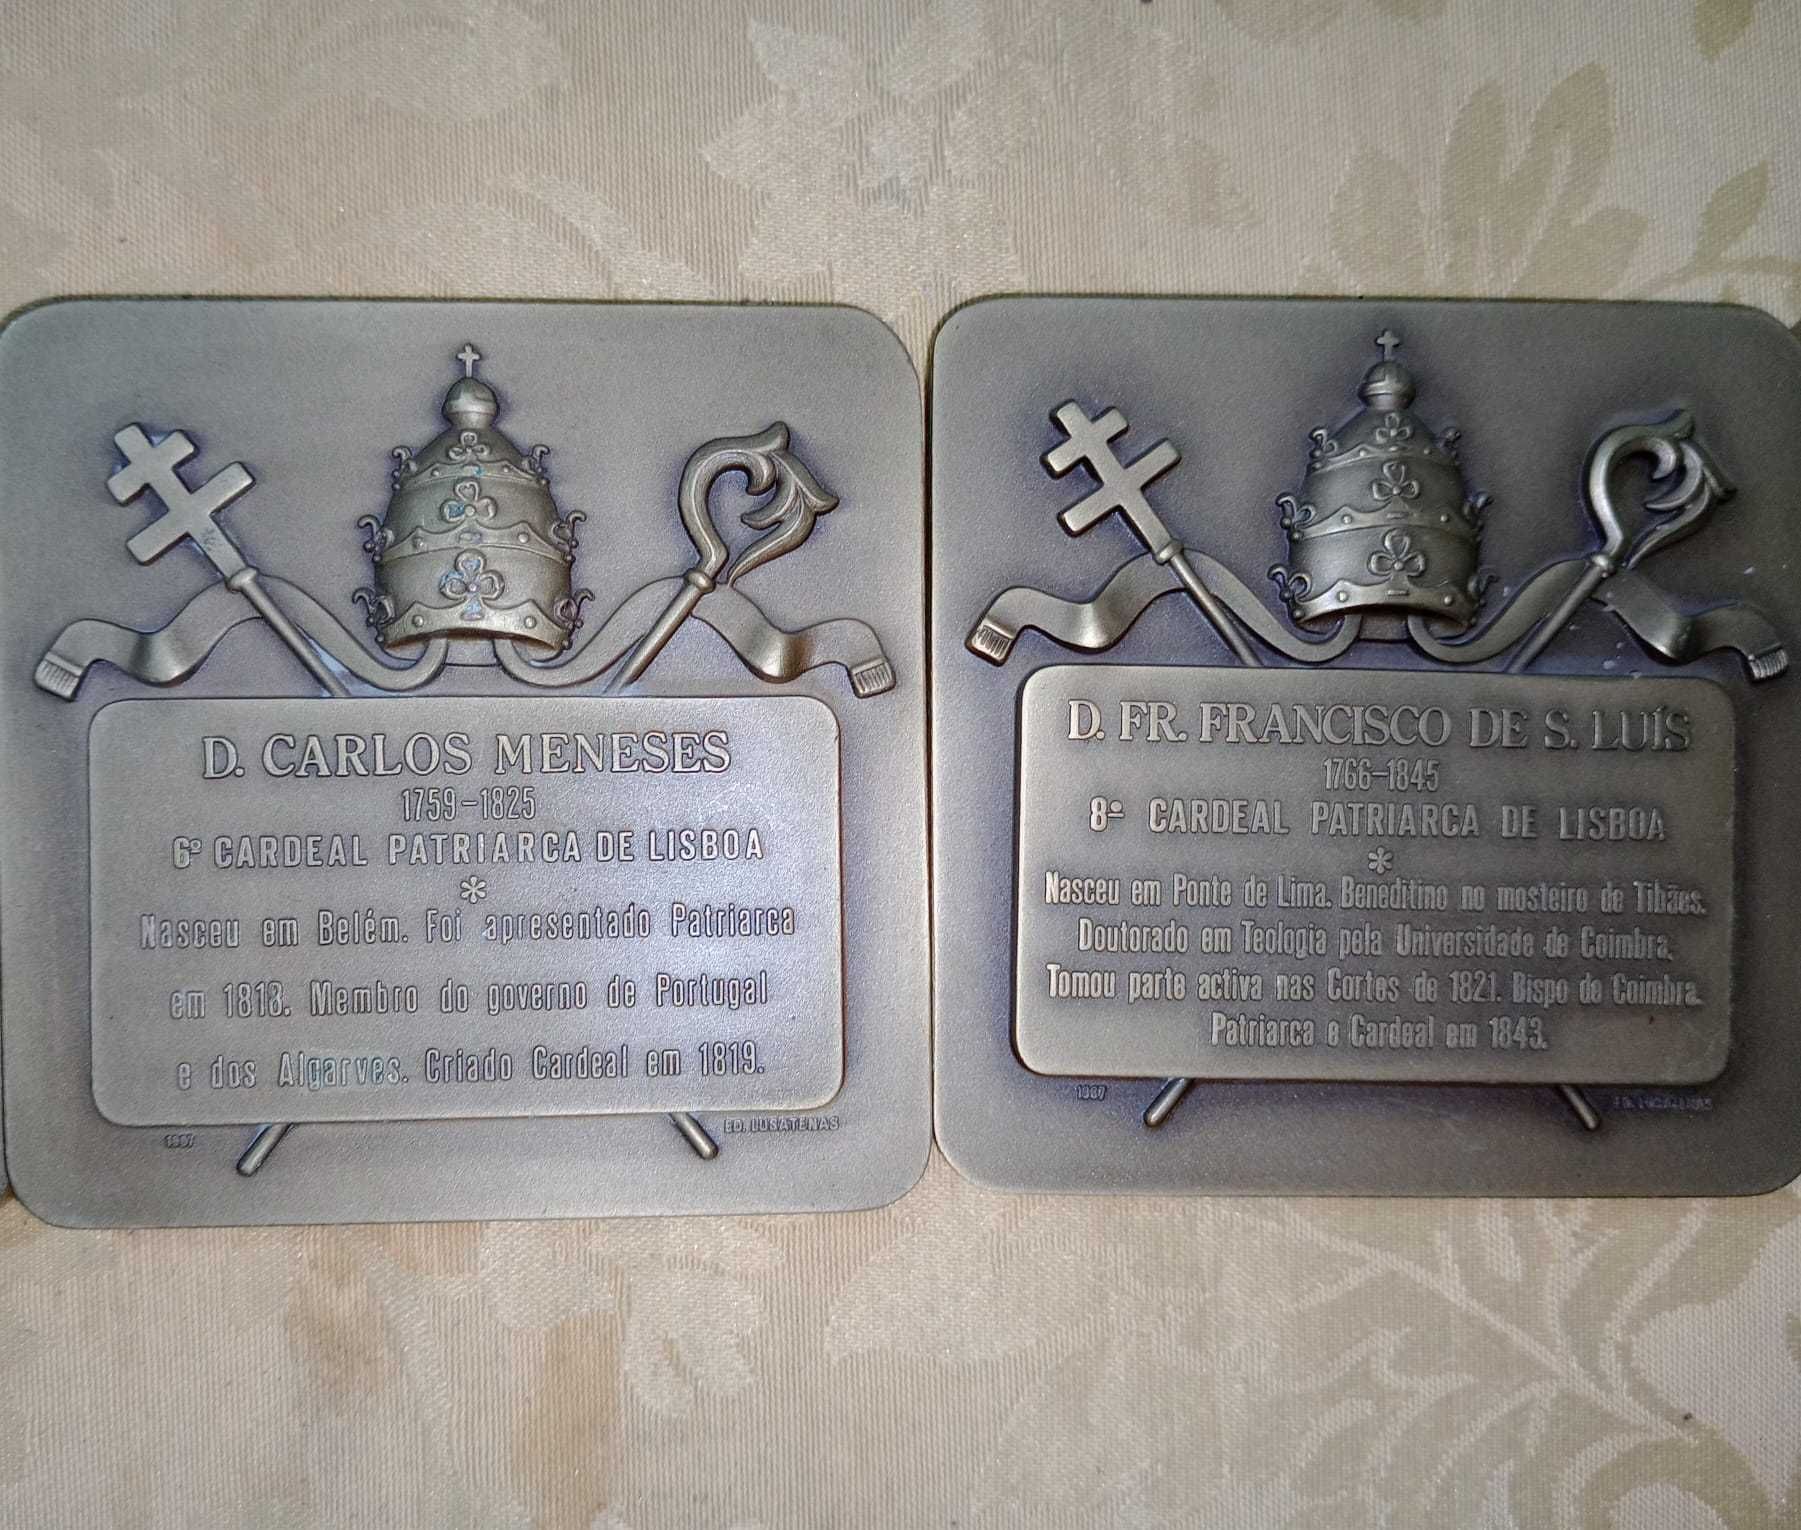 D. CARLOS MENESES
1759-1825
6º CARDEAL PATRIARCA DE LISBOA
*
Nasceu em Belém. Foi apresentado Patriarca
em 1818. Membro do governo de Portugal
e dos Algarves. Criado Cardeal em 1819.
1987
ED. LUSATENAS
D. FR. FRANCISCO DE S. LUÍS
1766-1845
8º CARDEAL PATRIARCA DE LISBOA
*
Nasceu em Ponte de Lima. Beneditino no mosteiro de Tibães.
Doutorado em Teologia pela Universidade de Coimbra.
Tomou parte activa nas Cortes de 1821. Bispo de Coimbra.
Patriarca e Cardeal em 1843.
1987